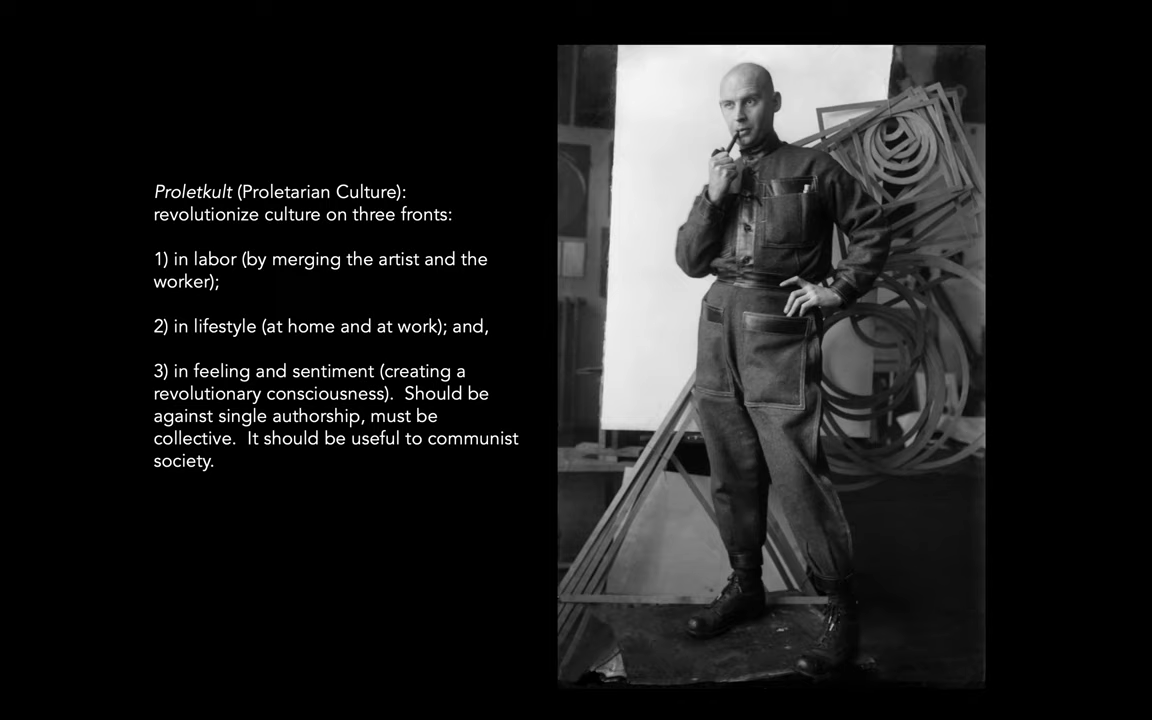 Proletkult (Proletarian Culture):
revolutionize culture on three fronts:
1) in labor (by merging the artist and the
worker);
2) in lifestyle (at home and at work); and,
3) in feeling and sentiment (creating a
revolutionary consciousness).  Should be
against single authorship, must be
collective.  It should be useful to communist
society.